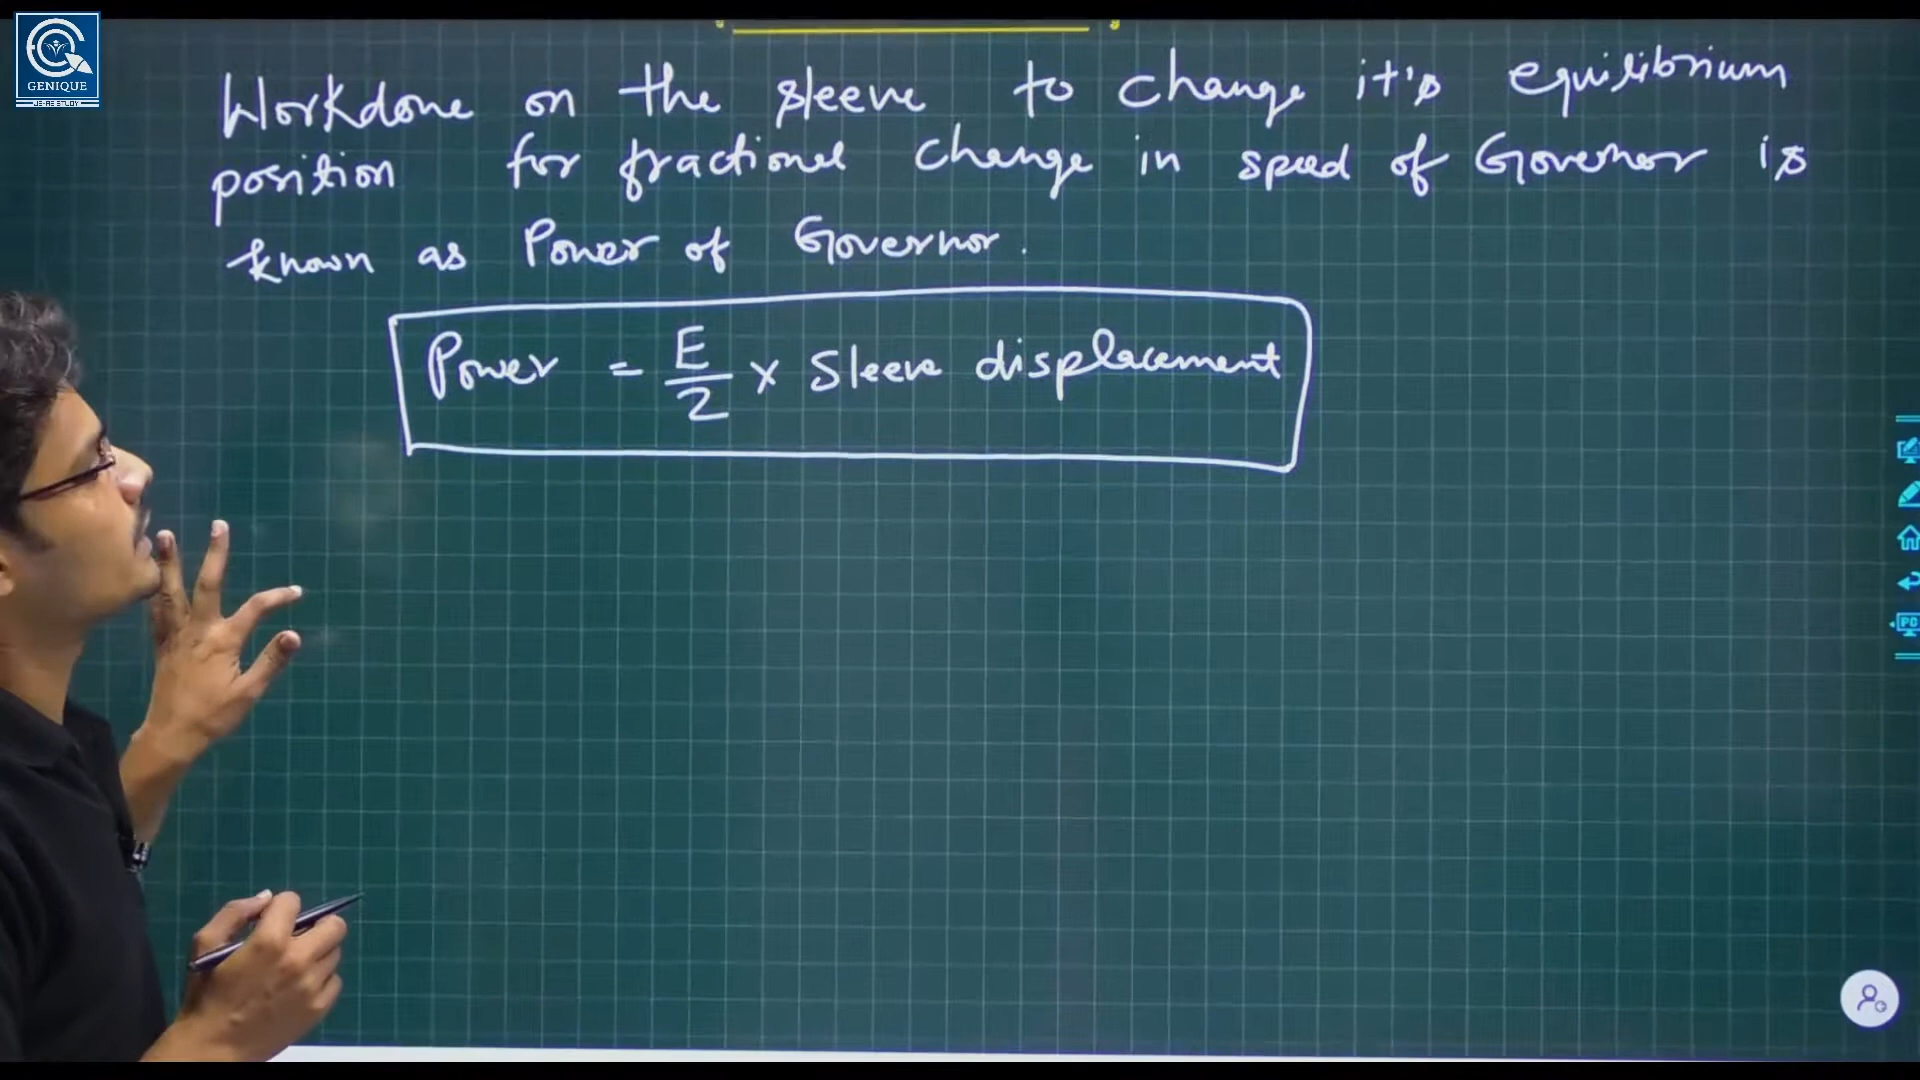 GENIQUE
Workdone on the sleeve to change it's equilibrium
position for fractional change in speed of Governor is
known as Power of Governor.
Power = E/2 × Sleeve displacement
PC